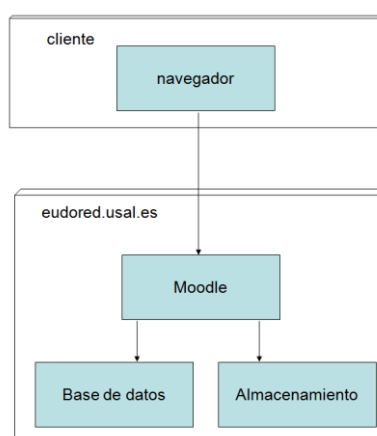 cliente
navegador
eudored.usal.es
Moodle
Base de datos
Almacenamiento